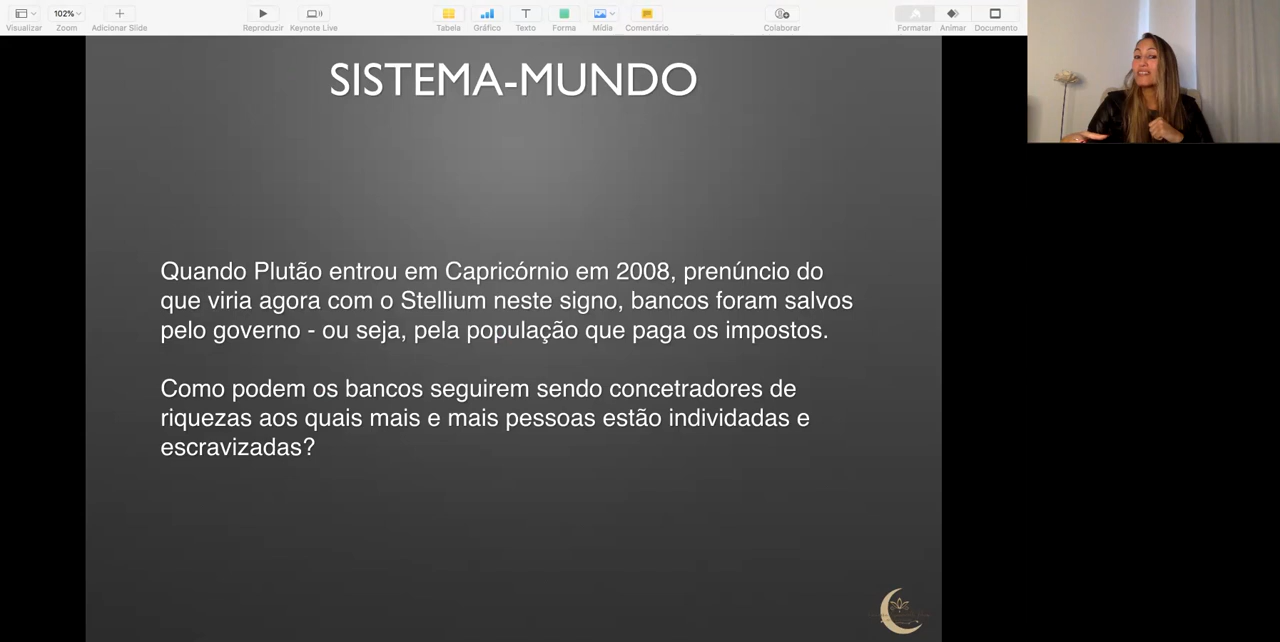 Visualizar
102%
Zoom
Adicionar Slide
Reproduzir
Keynote Live
Tabela
Gráfico
Texto
Forma
Mídia
Comentário
Colaborar
Formatar
Animar
Documento
SISTEMA-MUNDO
Quando Plutão entrou em Capricórnio em 2008, prenúncio do
que viria agora com o Stellium neste signo, bancos foram salvos
pelo governo - ou seja, pela população que paga os impostos.
Como podem os bancos seguirem sendo concetradores de
riquezas aos quais mais e mais pessoas estão individadas e
escravizadas?